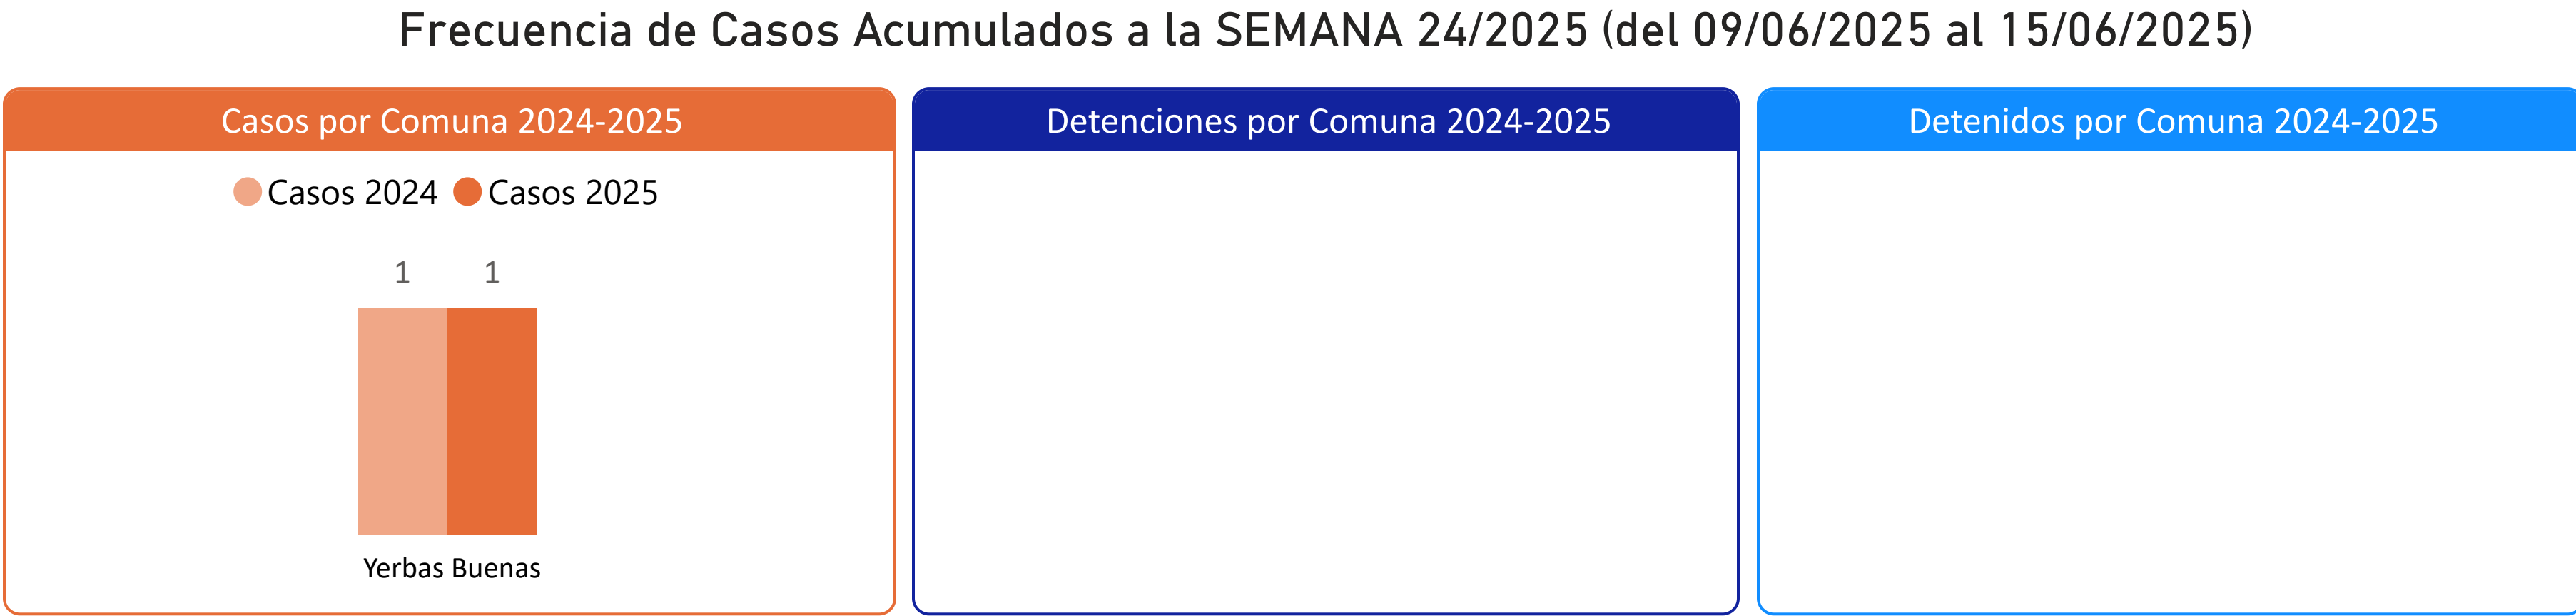 Frecuencia de Casos Acumulados a la SEMANA 24/2025 (del 09/06/2025 al 15/06/2025)
Casos por Comuna 2024-2025
Casos 2024 Casos 2025
1 1
Yerbas Buenas
Detenciones por Comuna 2024-2025
Detenidos por Comuna 2024-2025